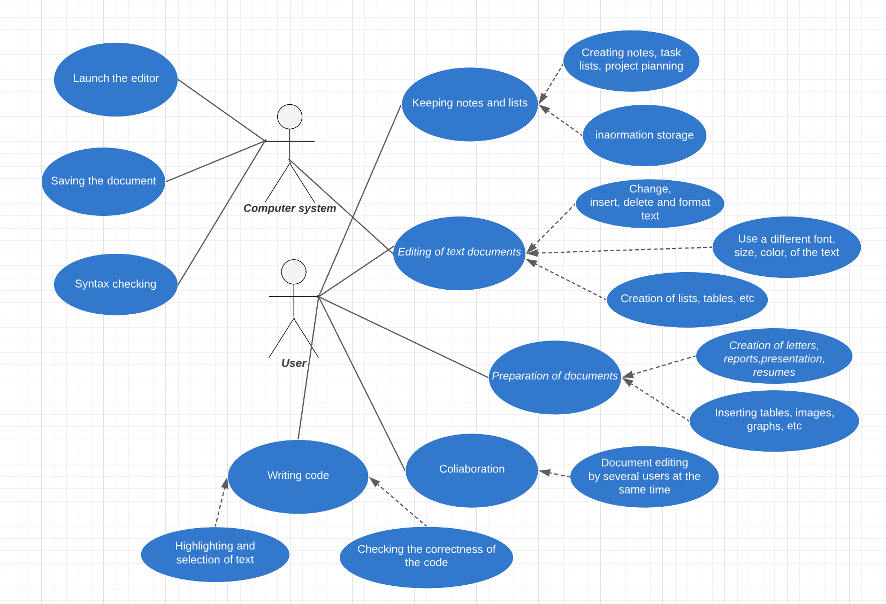 Launch the editor
Saving the document
Syntax checking
Computer system
User
Keeping notes and lists
Creating notes, task
lists, project planning
inaormation storage
Editing of text documents
Change,
insert, delete and format
text
Use a different font,
size, color, of the text
Creation of lists, tables, etc
Preparation of documents
Creation of letters,
reports,presentation,
resumes
Inserting tables, images,
graphs, etc
Coliaboration
Document editing
by several users at the
same time
Writing code
Highlighting and
selection of text
Checking the correctness of
the code